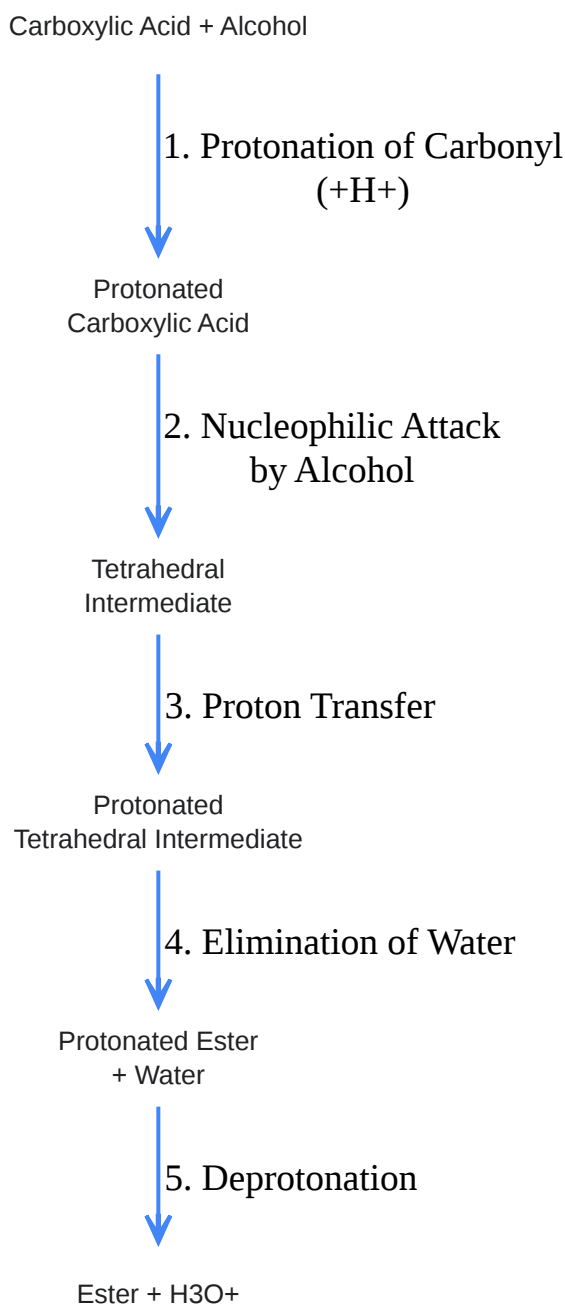 Carboxylic Acid + Alcohol
1. Protonation of Carbonyl
(+H+)
Protonated
Carboxylic Acid
2. Nucleophilic Attack
by Alcohol
Tetrahedral
Intermediate
3. Proton Transfer
Protonated
Tetrahedral Intermediate
4. Elimination of Water
Protonated Ester
+ Water
5. Deprotonation
Ester + H3O+